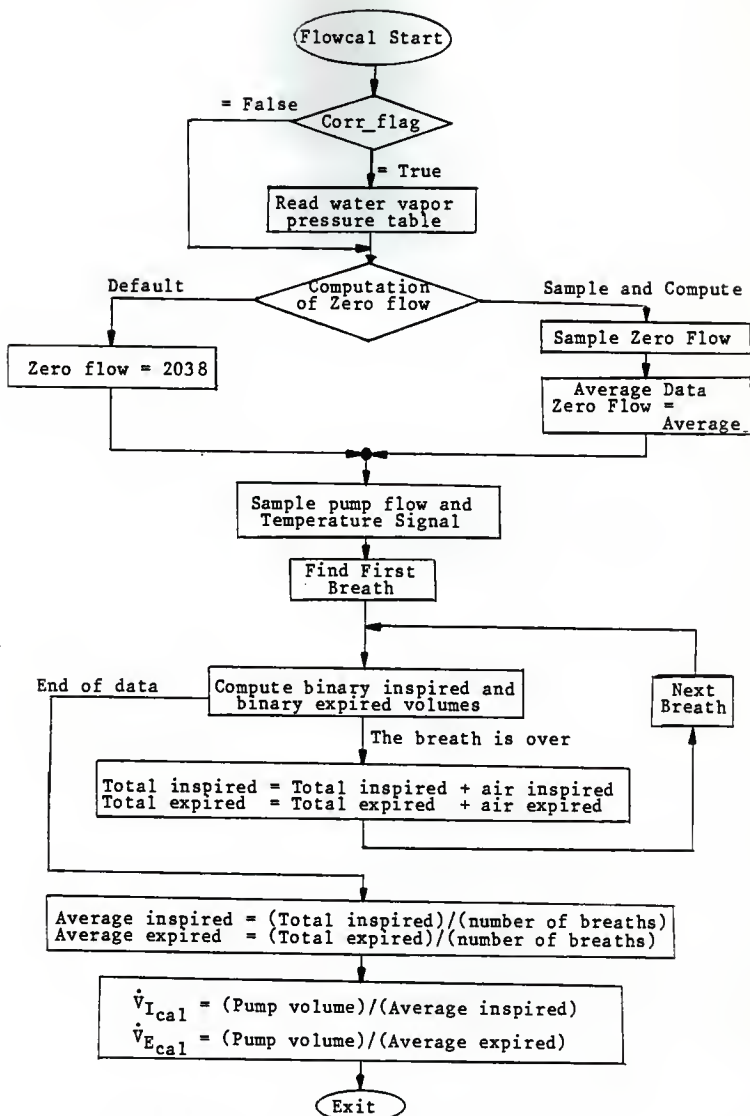 Flowcal Start
= False
Corr_flag
= True
Read water vapor
pressure table
Default
Computation
of Zero flow
Sample and Compute
Zero flow = 2038
Sample Zero Flow
Average Data
Zero Flow =
Average
Sample pump flow and
Temperature Signal
Find First
Breath
End of data
Compute binary inspired and
binary expired volumes
Next
Breath
The breath is over
Total inspired = Total inspired + air inspired
Total expired = Total expired + air expired
Average inspired = (Total inspired)/(number of breaths)
Average expired = (Total expired)/(number of breaths)
V̇Ical = (Pump volume)/(Average inspired)
V̇Ecal = (Pump volume)/(Average expired)
Exit